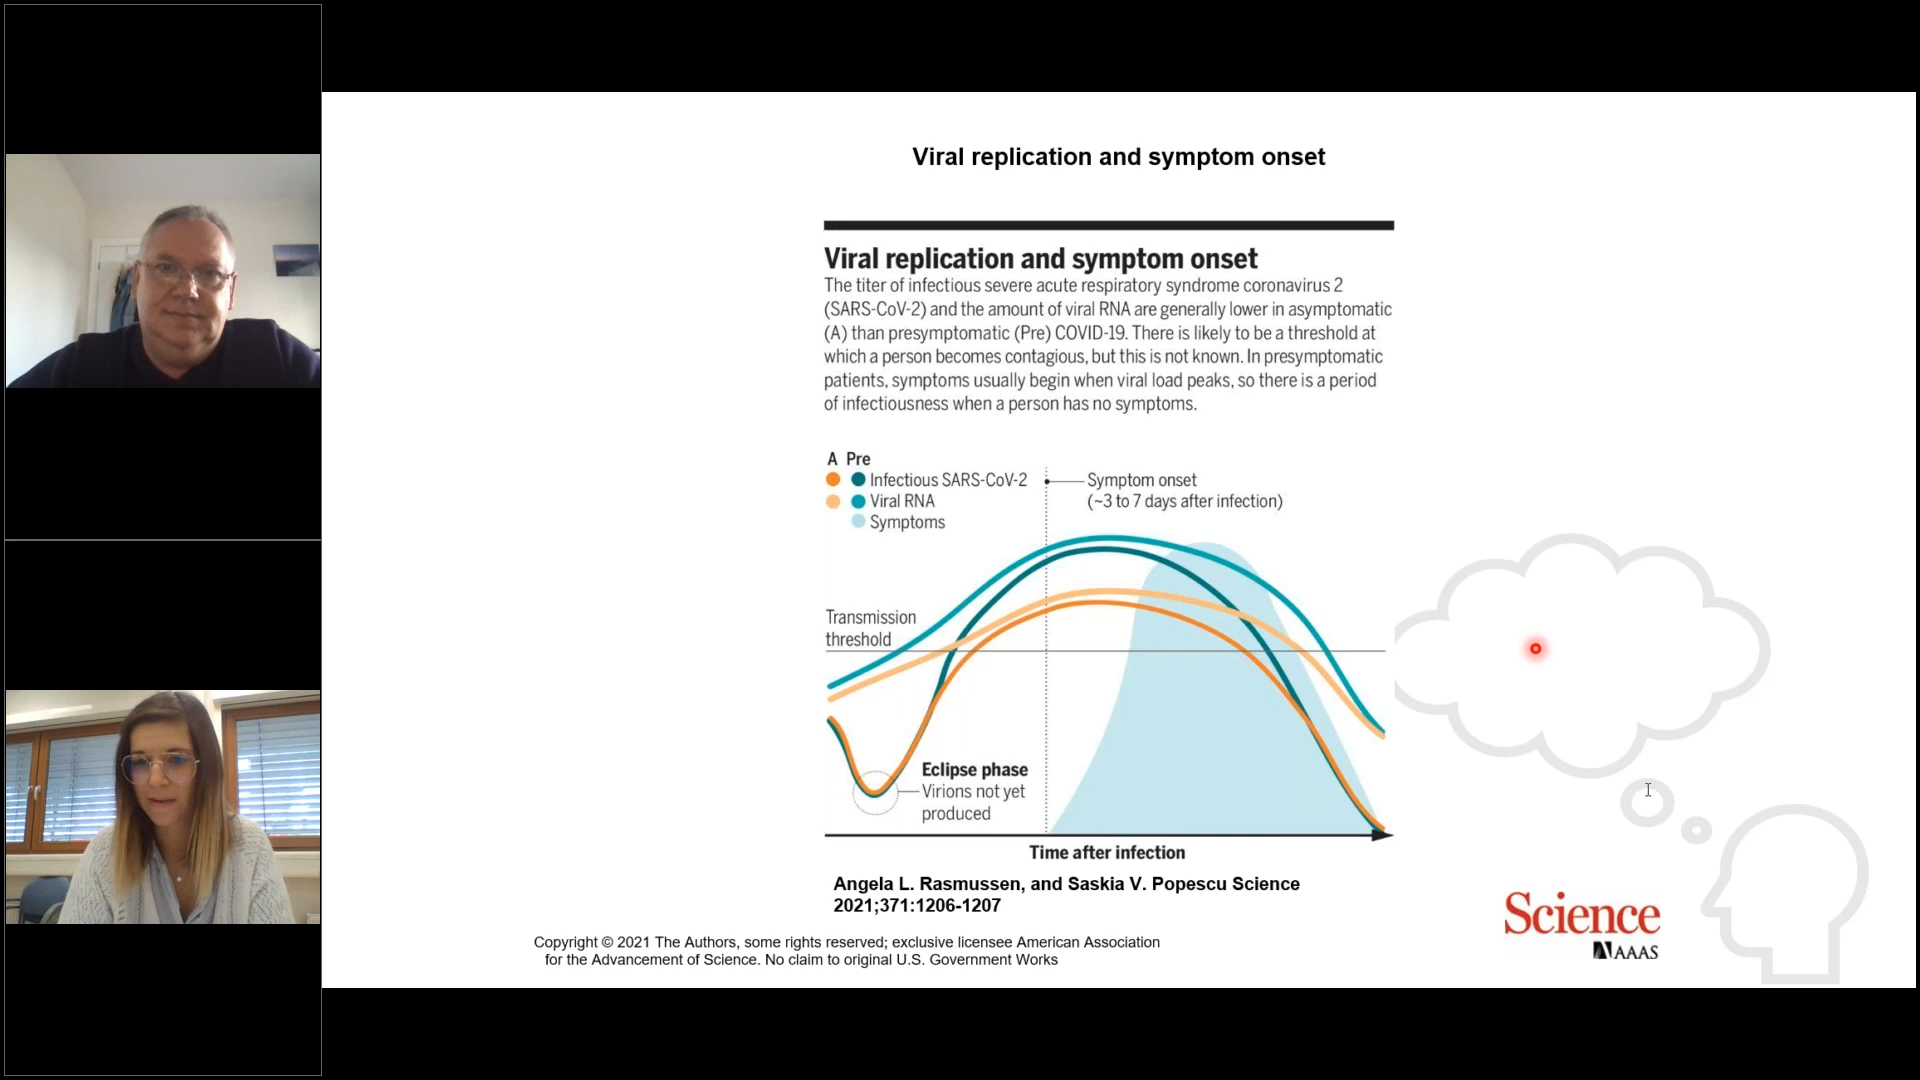 Viral replication and symptom onset
Viral replication and symptom onset
The titer of infectious severe acute respiratory syndrome coronavirus 2
(SARS-CoV-2) and the amount of viral RNA are generally lower in asymptomatic
(A) than presymptomatic (Pre) COVID-19. There is likely to be a threshold at
which a person becomes contagious, but this is not known. In presymptomatic
patients, symptoms usually begin when viral load peaks, so there is a period
of infectiousness when a person has no symptoms.
A Pre
Infectious SARS-CoV-2
Viral RNA
Symptoms
Symptom onset
(~3 to 7 days after infection)
Transmission
threshold
Eclipse phase
Virions not yet
produced
Time after infection
Angela L. Rasmussen, and Saskia V. Popescu Science
2021;371:1206-1207
Copyright © 2021 The Authors, some rights reserved; exclusive licensee American Association
for the Advancement of Science. No claim to original U.S. Government Works
Science
AAAS